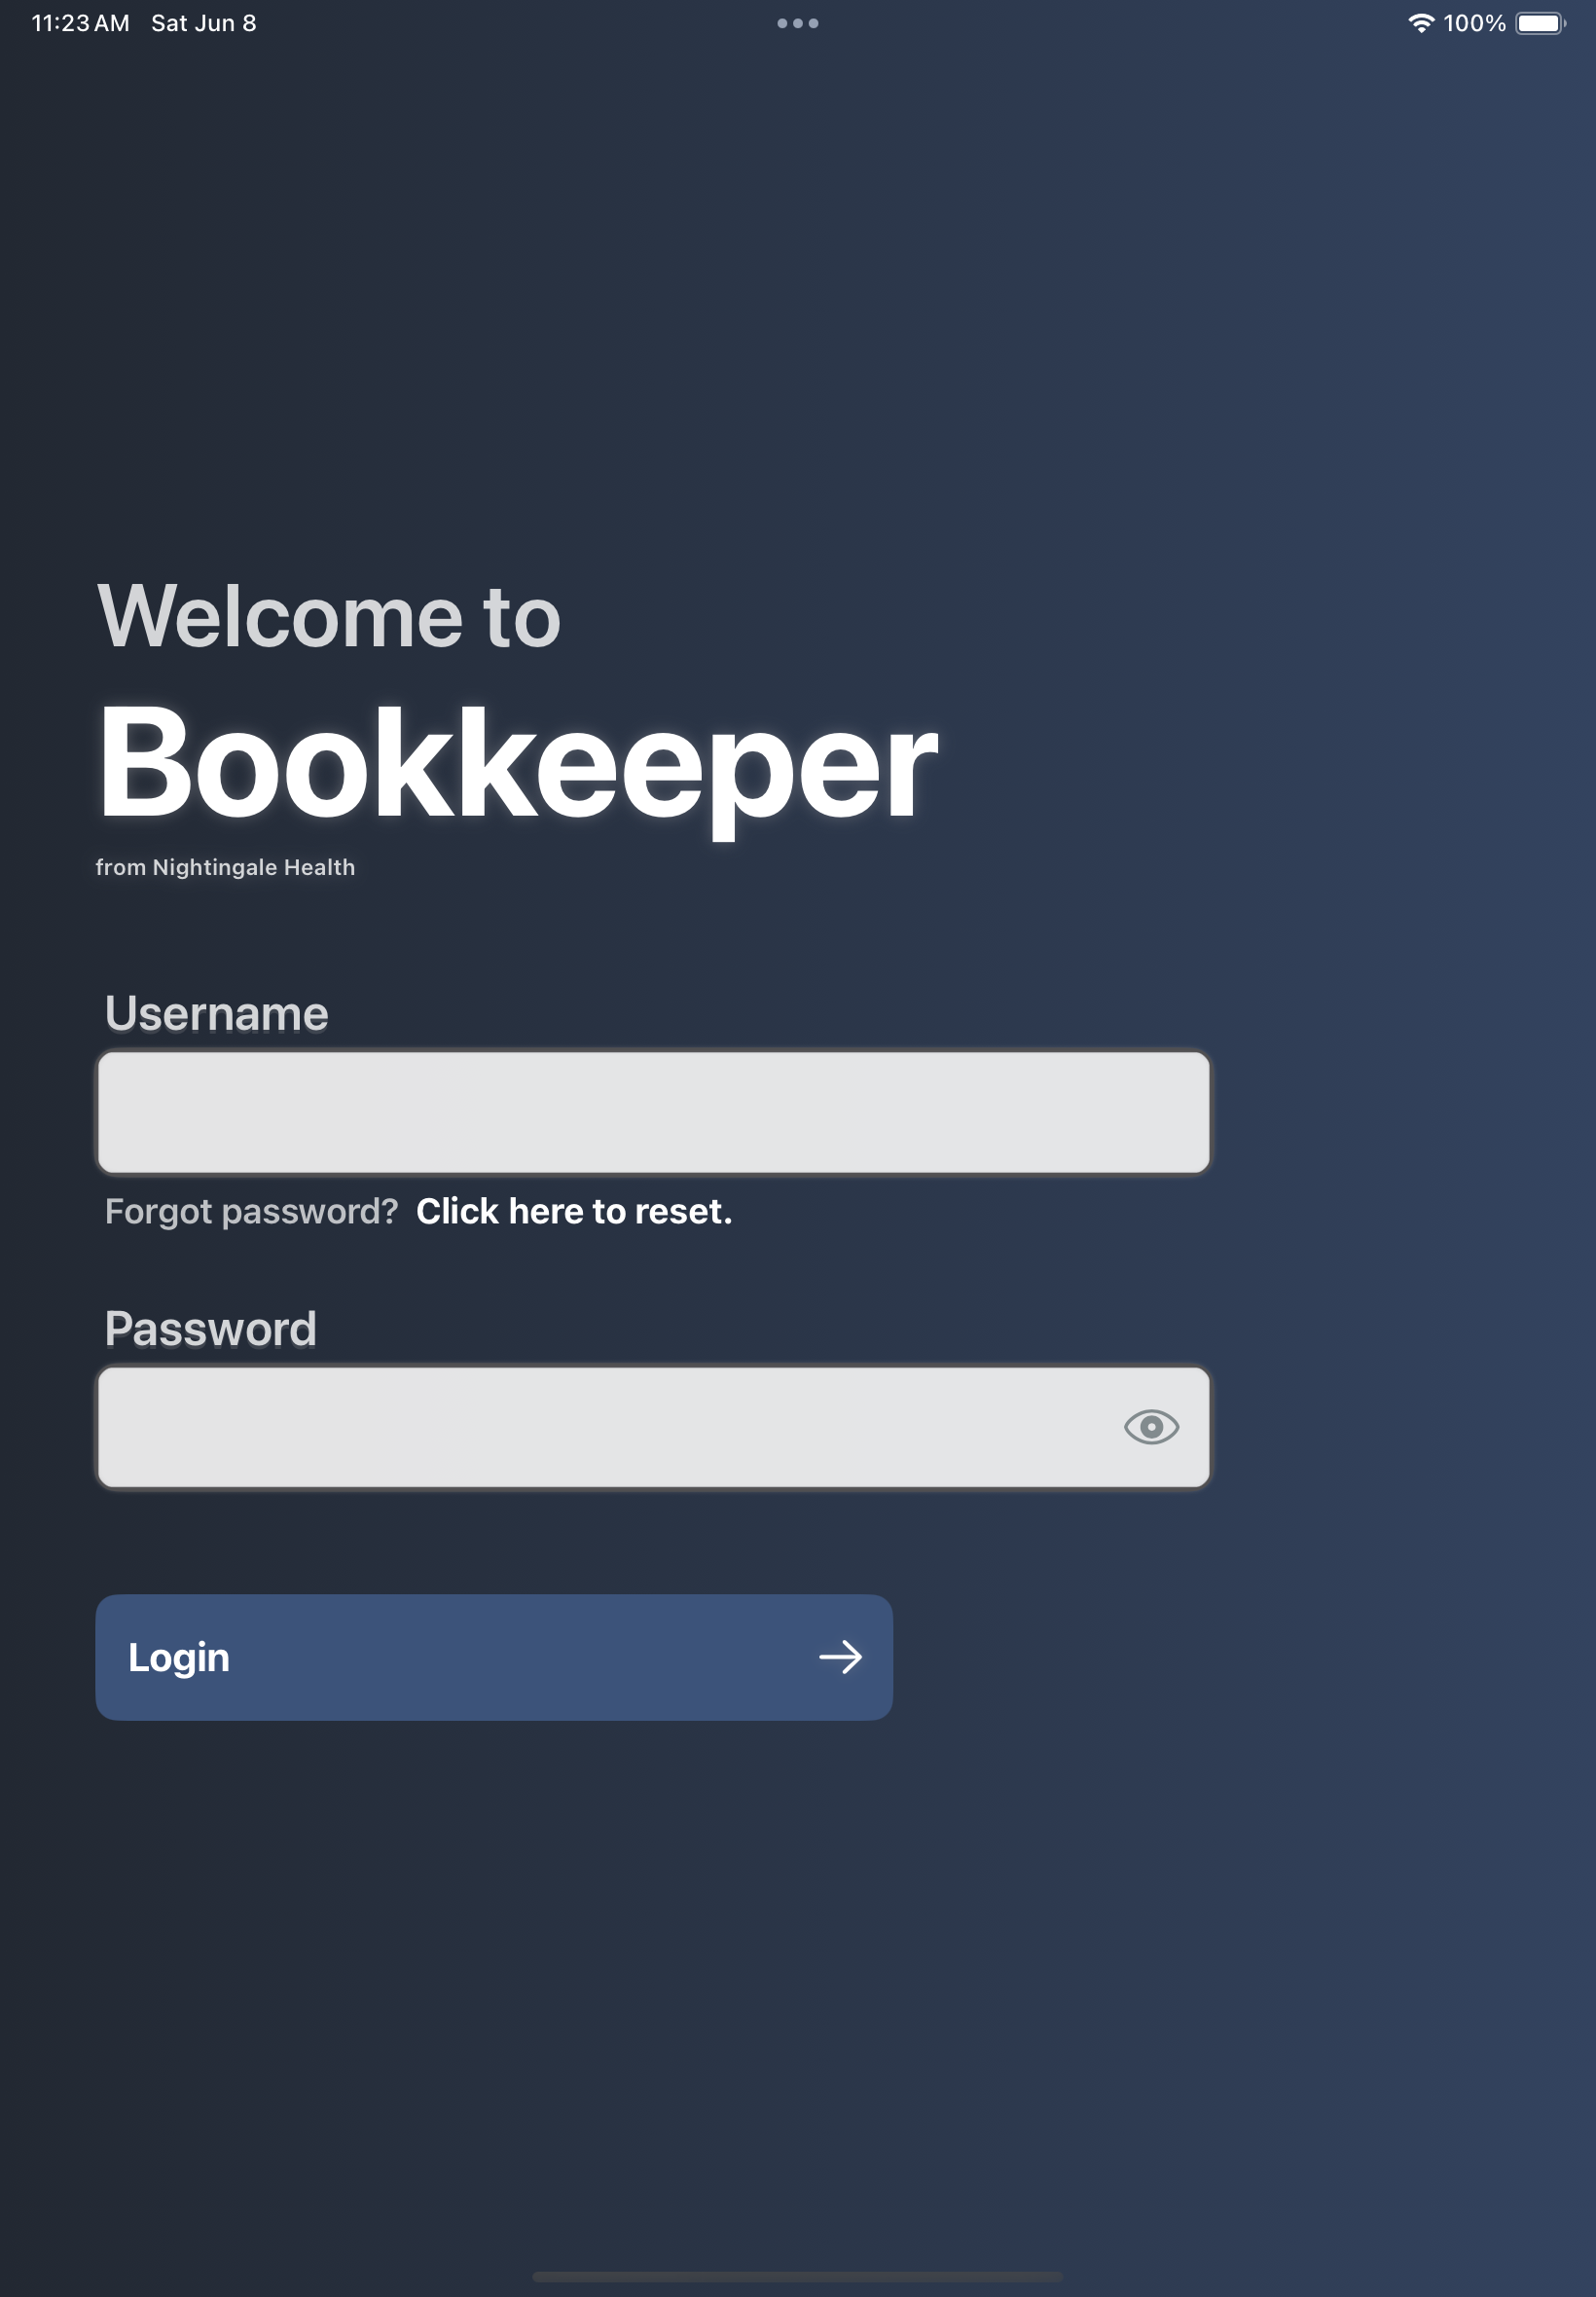 11:23 AM Sat Jun 8 100%
Welcome to
Bookkeeper
from Nightingale Health
Username
Forgot password? Click here to reset.
Password
Login